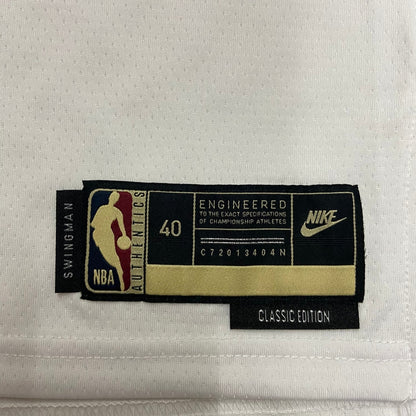 SWINGMAN
NBA
AUTHENTICS
40
ENGINEERED
TO THE EXACT SPECIFICATIONS
OF CHAMPIONSHIP ATHLETES
C72013404N
NIKE
CLASSIC EDITION